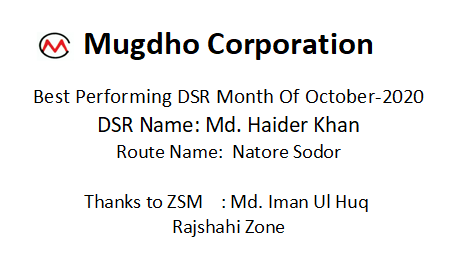 Mugdho Corporation
Best Performing DSR Month Of October-2020
DSR Name: Md. Haider Khan
Route Name:  Natore Sodor
Thanks to ZSM   : Md. Iman Ul Huq
Rajshahi Zone